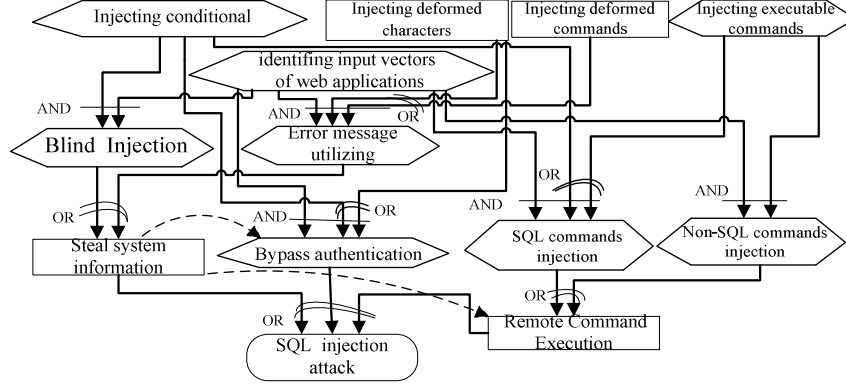 Injecting conditional
Injecting deformed
characters
Injecting deformed
commands
Injecting executable
commands
identifing input vectors
of web applications
AND
AND
OR
Blind Injection
Error message
utilizing
OR
AND
AND
OR
AND
OR
Steal system
information
Bypass authentication
SQL commands
injection
Non-SQL commands
injection
OR
OR
SQL injection
attack
Remote Command
Execution